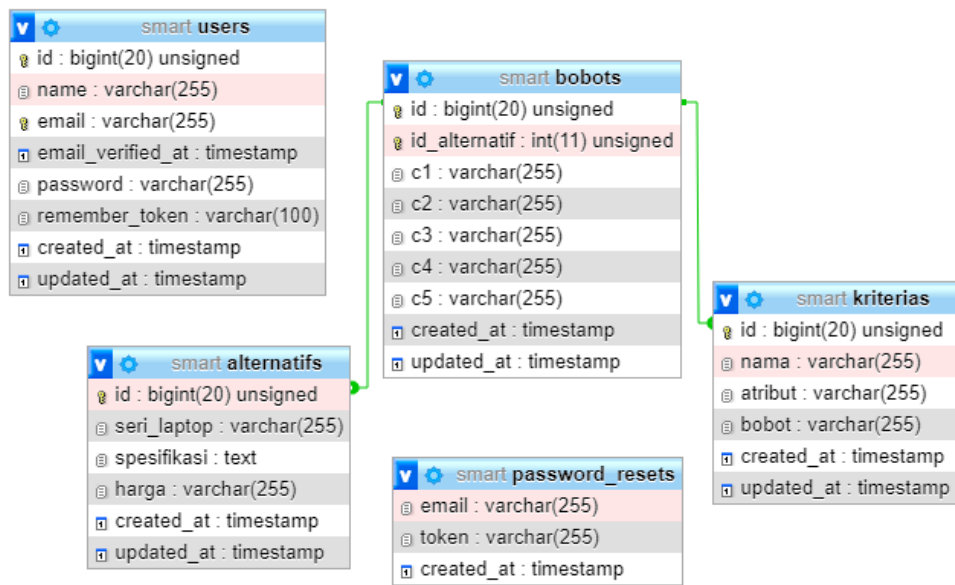 smart users
id : bigint(20) unsigned
name : varchar(255)
email : varchar(255)
email_verified_at : timestamp
password : varchar(255)
remember_token : varchar(100)
created_at : timestamp
updated_at : timestamp
smart bobots
id : bigint(20) unsigned
id_alternatif : int(11) unsigned
c1 : varchar(255)
c2 : varchar(255)
c3 : varchar(255)
c4 : varchar(255)
c5 : varchar(255)
created_at : timestamp
updated_at : timestamp
smart kriterias
id : bigint(20) unsigned
nama : varchar(255)
atribut : varchar(255)
bobot : varchar(255)
created_at : timestamp
updated_at : timestamp
smart alternatifs
id : bigint(20) unsigned
seri_laptop : varchar(255)
spesifikasi : text
harga : varchar(255)
created_at : timestamp
updated_at : timestamp
smart password_resets
email : varchar(255)
token : varchar(255)
created_at : timestamp